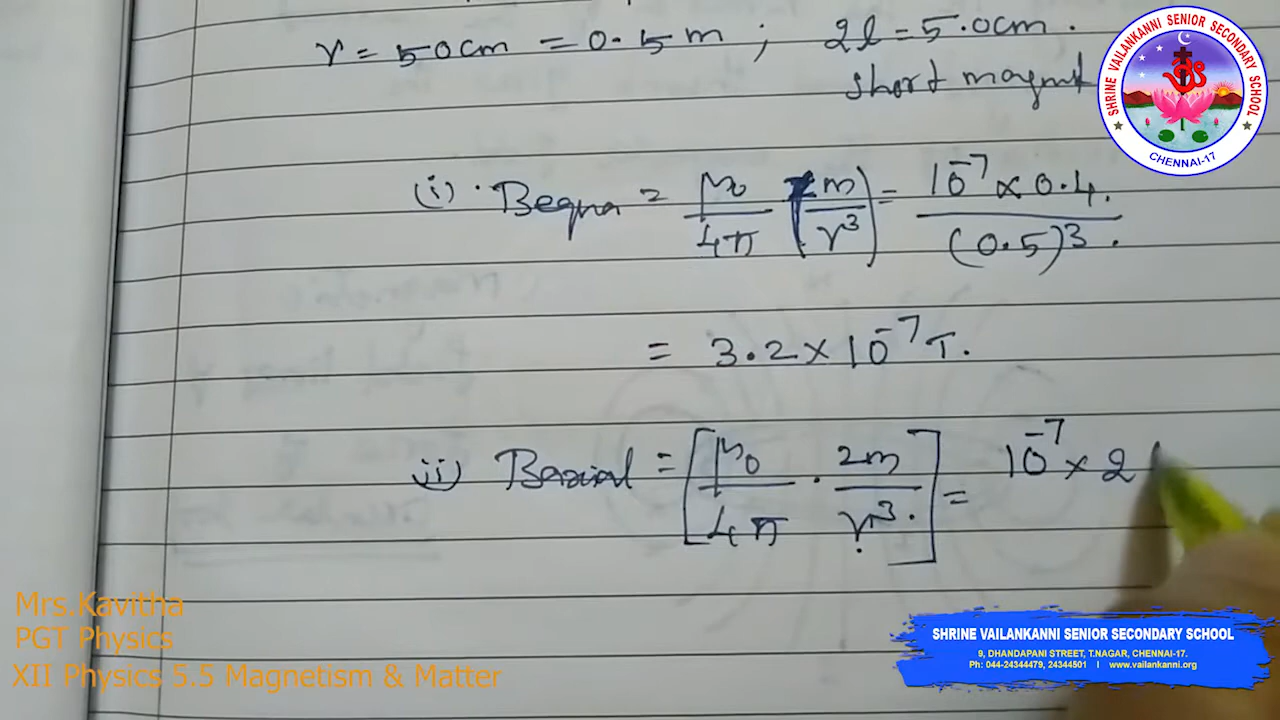 r = 50cm = 0.5 m ; 2l = 5.0cm.
short magnet
(i) Bequa = μ0/4π (m/r³) = 10⁻⁷ × 0.4 / (0.5)³.
= 3.2 × 10⁻⁷ T.
ii) Baxial = [μ0/4π . 2m/r³.] = 10⁻⁷ × 2
SHRINE VAILANKANNI SENIOR SECONDARY SCHOOL
CHENNAI-17
Mrs.Kavitha
PGT Physics
XII Physics 5.5 Magnetism & Matter
SHRINE VAILANKANNI SENIOR SECONDARY SCHOOL
9, DHANDAPANI STREET, T.NAGAR, CHENNAI-17.
Ph: 044-24344479, 24344501 | www.vailankanni.org